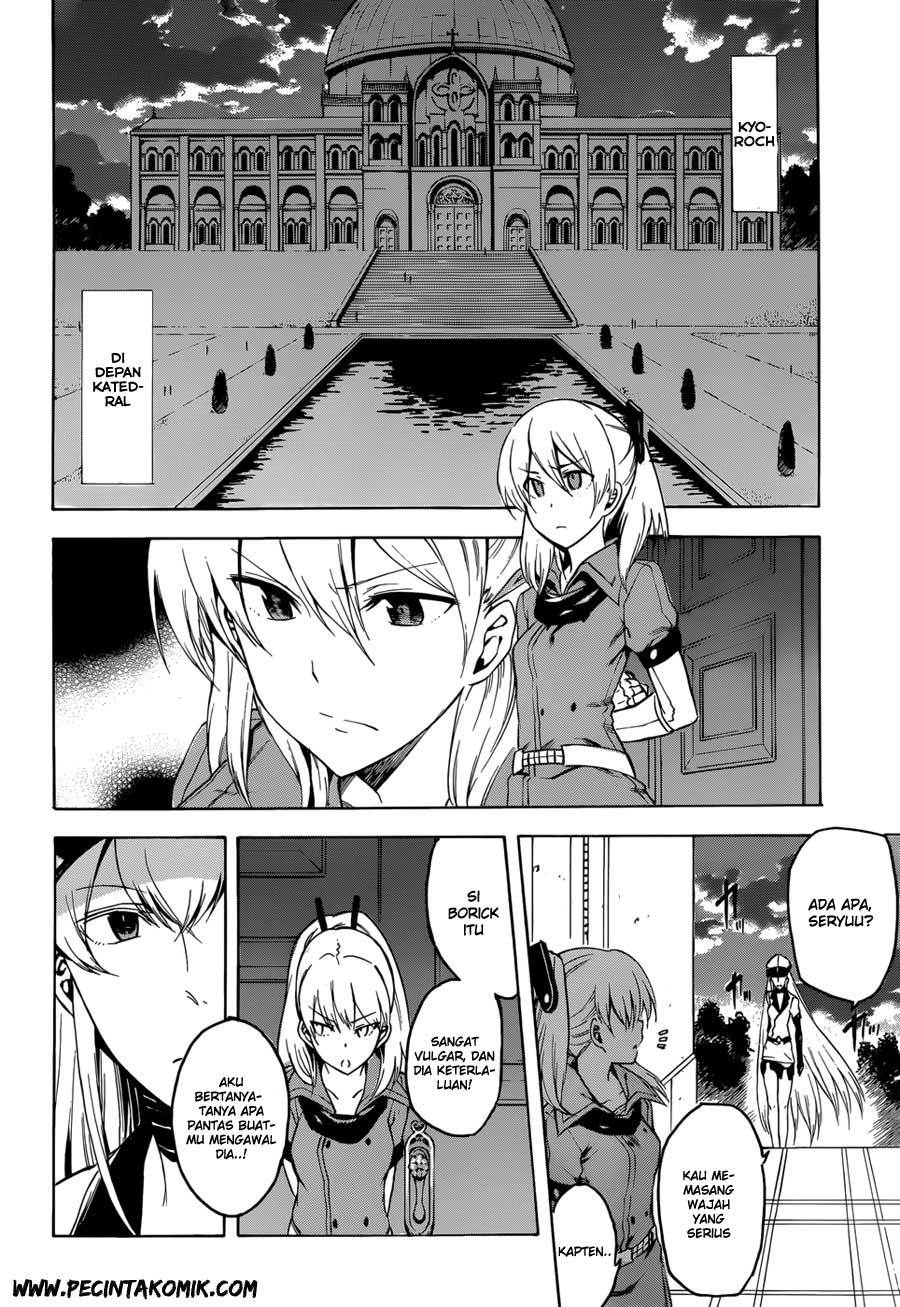 KYO-
ROCH
DI
DEPAN
KATED-
RAL
ADA APA,
SERYUU?
KAU ME-
MASANG
WAJAH
YANG
SERIUS
KAPTEN..
SI
BORICK
ITU
SANGAT
VULGAR, DAN
DIA KETERLA-
LUAN!
AKU
BERTANYA-
TANYA APA
PANTAS BUAT-
MU MENGAWAL
DIA..!
WWW.PECINTAKOMIK.COM